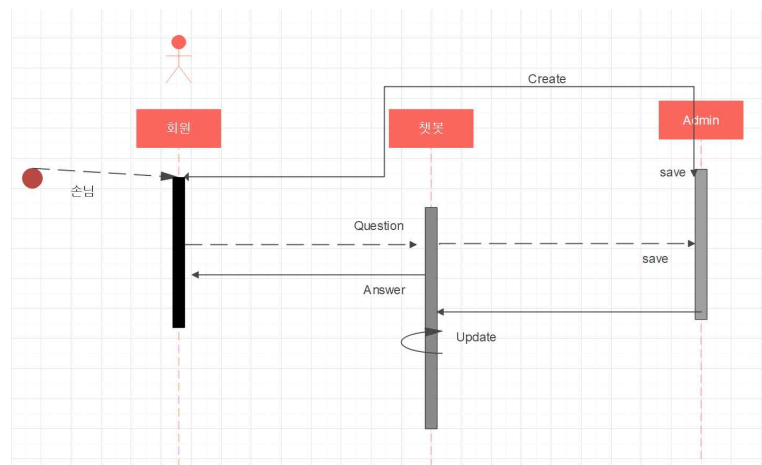 Create
회원
챗봇
Admin
save
손님
Question
save
Answer
Update